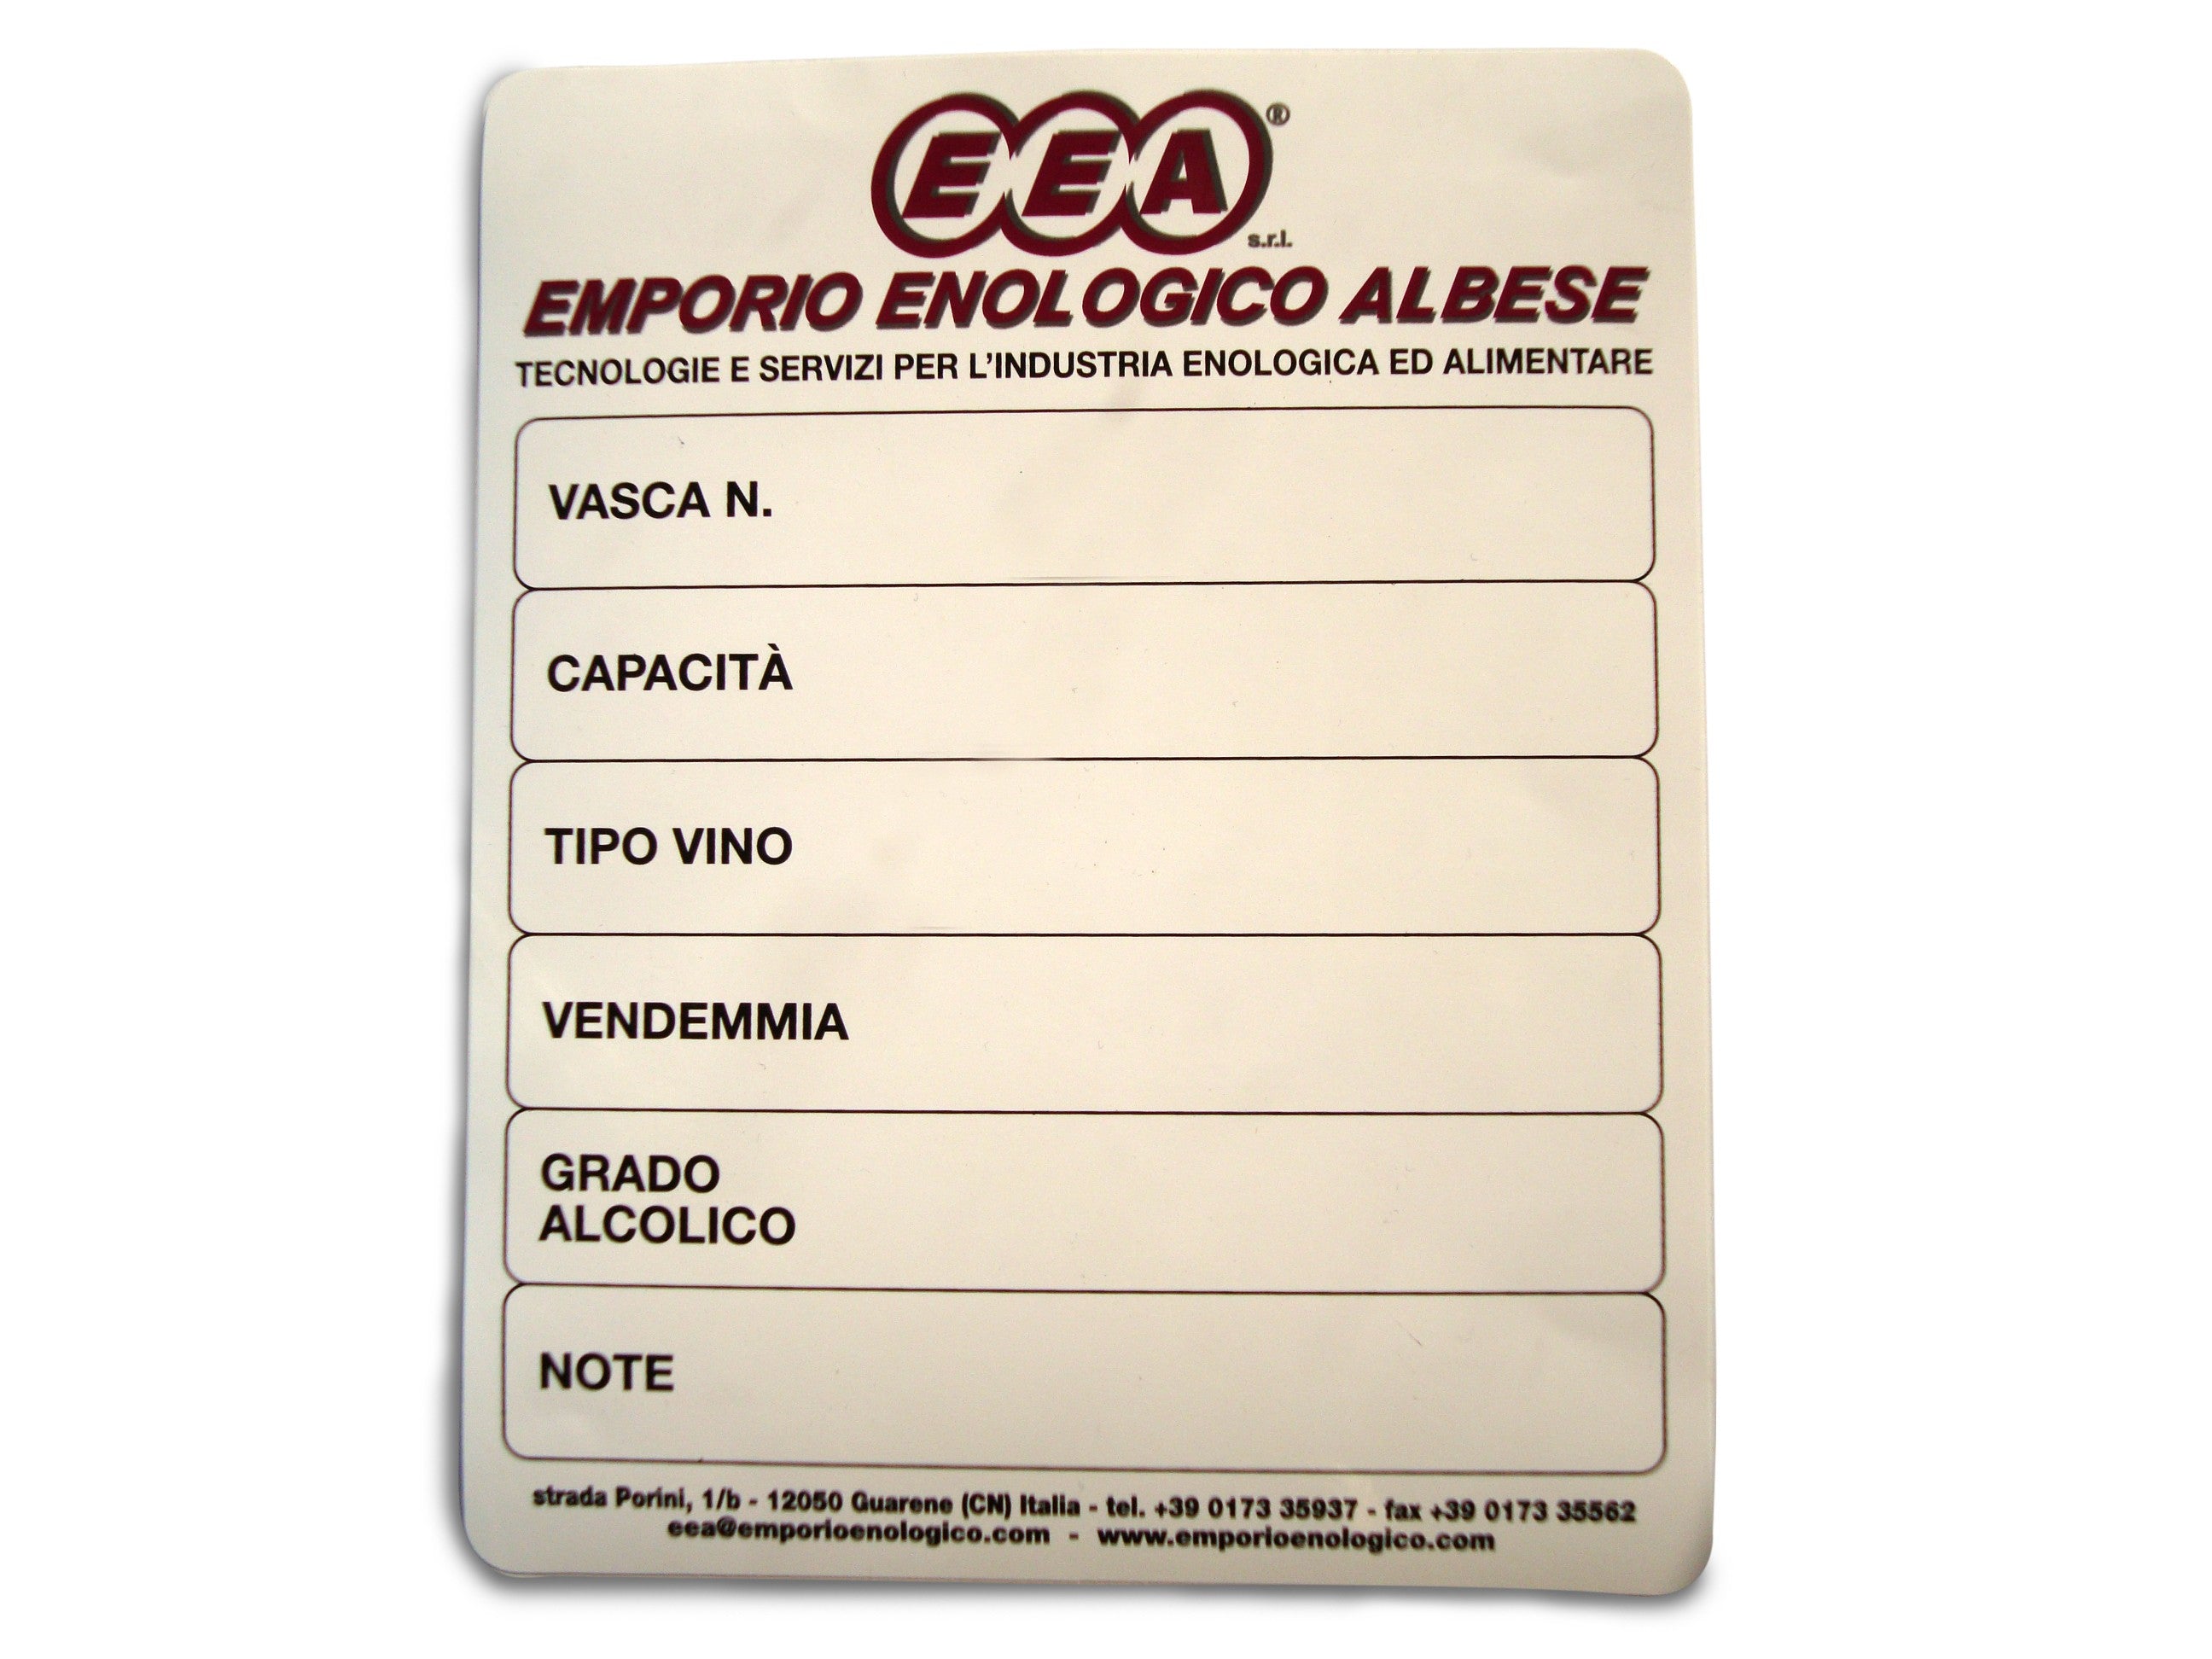 EEA®
s.r.l.
EMPORIO ENOLOGICO ALBESE
TECNOLOGIE E SERVIZI PER L'INDUSTRIA ENOLOGICA ED ALIMENTARE
VASCA N.
CAPACITÀ
TIPO VINO
VENDEMMIA
GRADO
ALCOLICO
NOTE
strada Porini, 1/b - 12050 Guarene (CN) Italia - tel. +39 0173 35937 - fax +39 0173 35562
eea@emporioenologico.com - www.emporioenologico.com